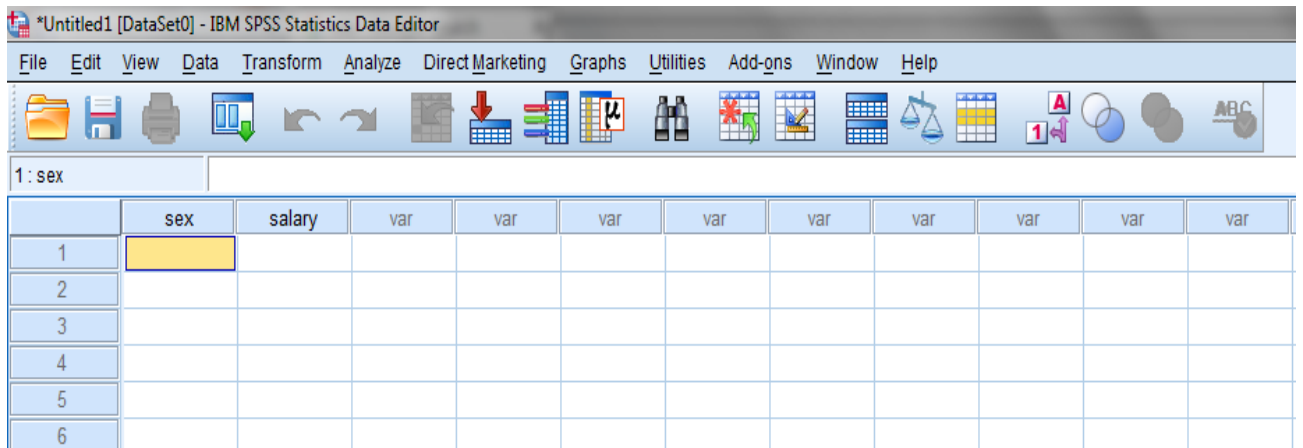 *Untitled1 [DataSet0] - IBM SPSS Statistics Data Editor
File Edit View Data Transform Analyze Direct Marketing Graphs Utilities Add-ons Window Help
μ A 1 ABC
1 : sex
sex salary var var var var var var var var var
1
2
3
4
5
6